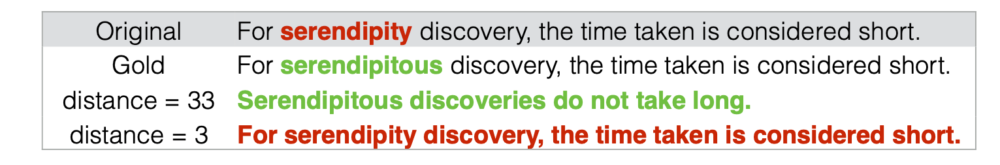 Original For serendipity discovery, the time taken is considered short.
Gold For serendipitous discovery, the time taken is considered short.
distance = 33 Serendipitous discoveries do not take long.
distance = 3 For serendipity discovery, the time taken is considered short.